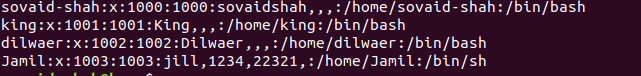 sovaid-shah:x:1000:1000:sovaidshah,,,:/home/sovaid-shah:/bin/bash
king:x:1001:1001:King,,,:/home/king:/bin/bash
dilwaer:x:1002:1002:Dilwaer,,,:/home/dilwaer:/bin/bash
Jamil:x:1003:1003:jill,1234,22321,:/home/Jamil:/bin/sh